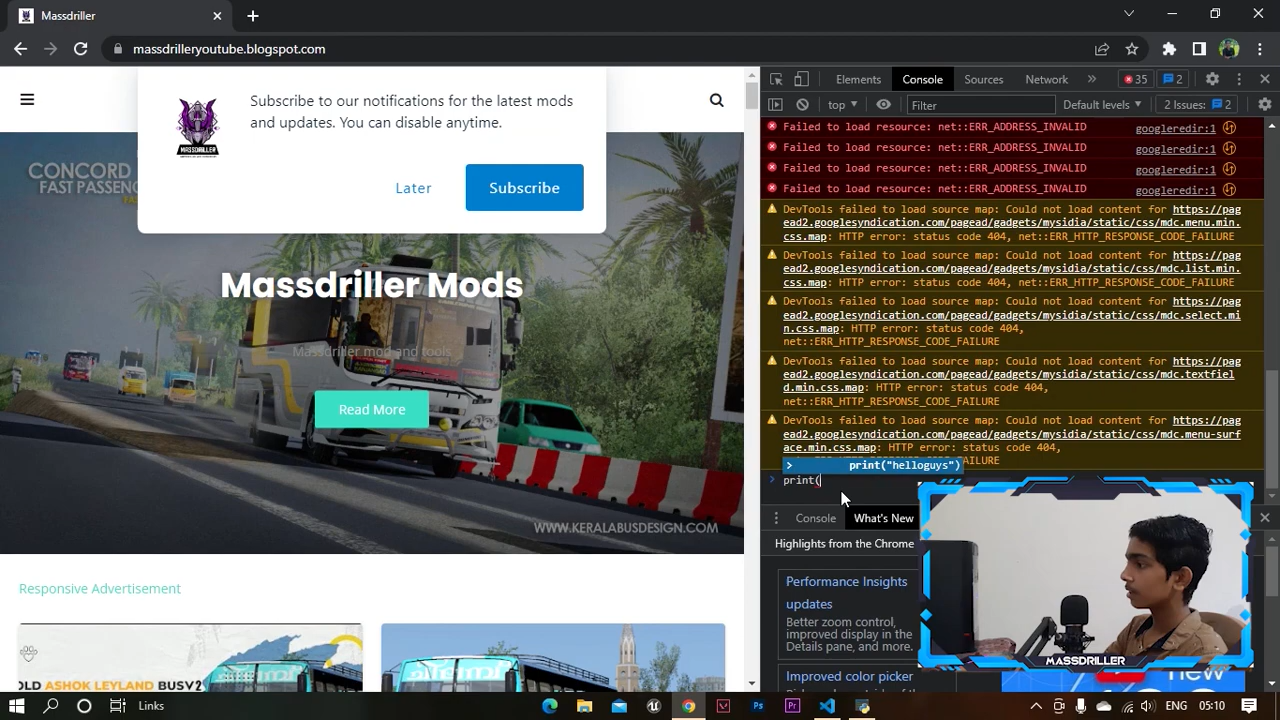 Massdriller
massdrilleryoutube.blogspot.com
Subscribe to our notifications for the latest mods
and updates. You can disable anytime.
MASSDRILLER
Later
Subscribe
CONCORD
FAST PASSENG
Massdriller Mods
Massdriller mod and tools
Read More
WWW.KERALABUSDESIGN.COM
Responsive Advertisement
OLD ASHOK LEYLAND BUSV2
Elements
Console
Sources
Network
35
2
top
Filter
Default levels
2 Issues:
2
Failed to load resource: net::ERR_ADDRESS_INVALID googleredir:1
Failed to load resource: net::ERR_ADDRESS_INVALID googleredir:1
Failed to load resource: net::ERR_ADDRESS_INVALID googleredir:1
Failed to load resource: net::ERR_ADDRESS_INVALID googleredir:1
DevTools failed to load source map: Could not load content for https://pag
ead2.googlesyndication.com/pagead/gadgets/mysidia/static/css/mdc.menu.min.
css.map: HTTP error: status code 404, net::ERR_HTTP_RESPONSE_CODE_FAILURE
DevTools failed to load source map: Could not load content for https://pag
ead2.googlesyndication.com/pagead/gadgets/mysidia/static/css/mdc.list.min.
css.map: HTTP error: status code 404, net::ERR_HTTP_RESPONSE_CODE_FAILURE
DevTools failed to load source map: Could not load content for https://pag
ead2.googlesyndication.com/pagead/gadgets/mysidia/static/css/mdc.select.mi
n.css.map: HTTP error: status code 404,
net::ERR_HTTP_RESPONSE_CODE_FAILURE
DevTools failed to load source map: Could not load content for https://pag
ead2.googlesyndication.com/pagead/gadgets/mysidia/static/css/mdc.textfiel
d.min.css.map: HTTP error: status code 404,
net::ERR_HTTP_RESPONSE_CODE_FAILURE
DevTools failed to load source map: Could not load content for https://pag
ead2.googlesyndication.com/pagead/gadgets/mysidia/static/css/mdc.menu-surf
ace.min.css.map: HTTP error: status code 404,
> print("helloguys")
print(
Console
What's New
Highlights from the Chrome
Performance Insights
updates
Better zoom control,
improved display in the
Details pane, and more.
Improved color picker
MASSDRILLER
new
Links
ENG
05:10